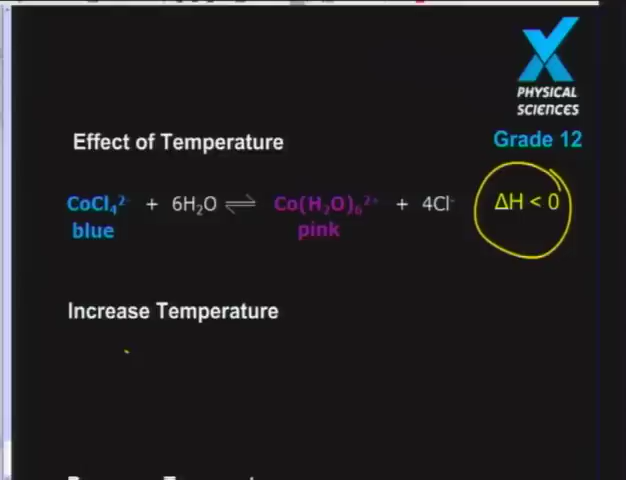 PHYSICAL
SCIENCES
Grade 12
Effect of Temperature
CoCl₄²⁻ + 6H₂O ⇌ Co(H₂O)₆²⁺ + 4Cl⁻ ΔH < 0
blue pink
Increase Temperature